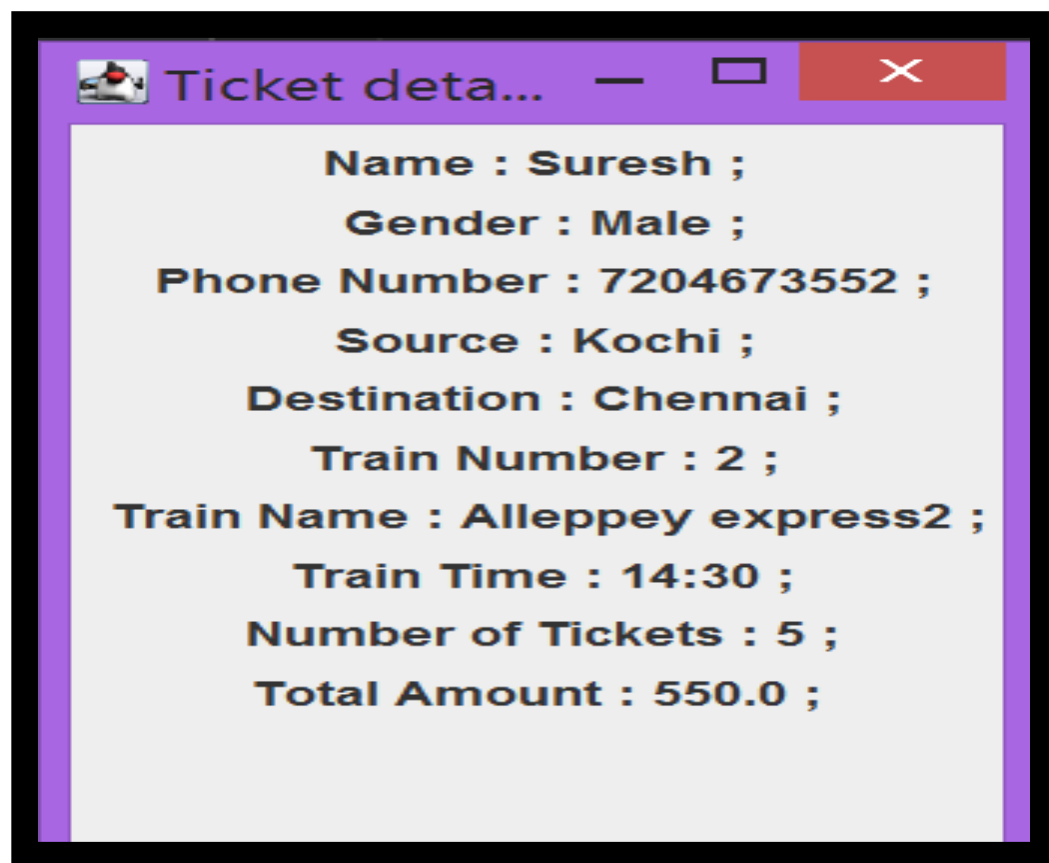 Ticket deta...
Name : Suresh ;
Gender : Male ;
Phone Number : 7204673552 ;
Source : Kochi ;
Destination : Chennai ;
Train Number : 2 ;
Train Name : Alleppey express2 ;
Train Time : 14:30 ;
Number of Tickets : 5 ;
Total Amount : 550.0 ;